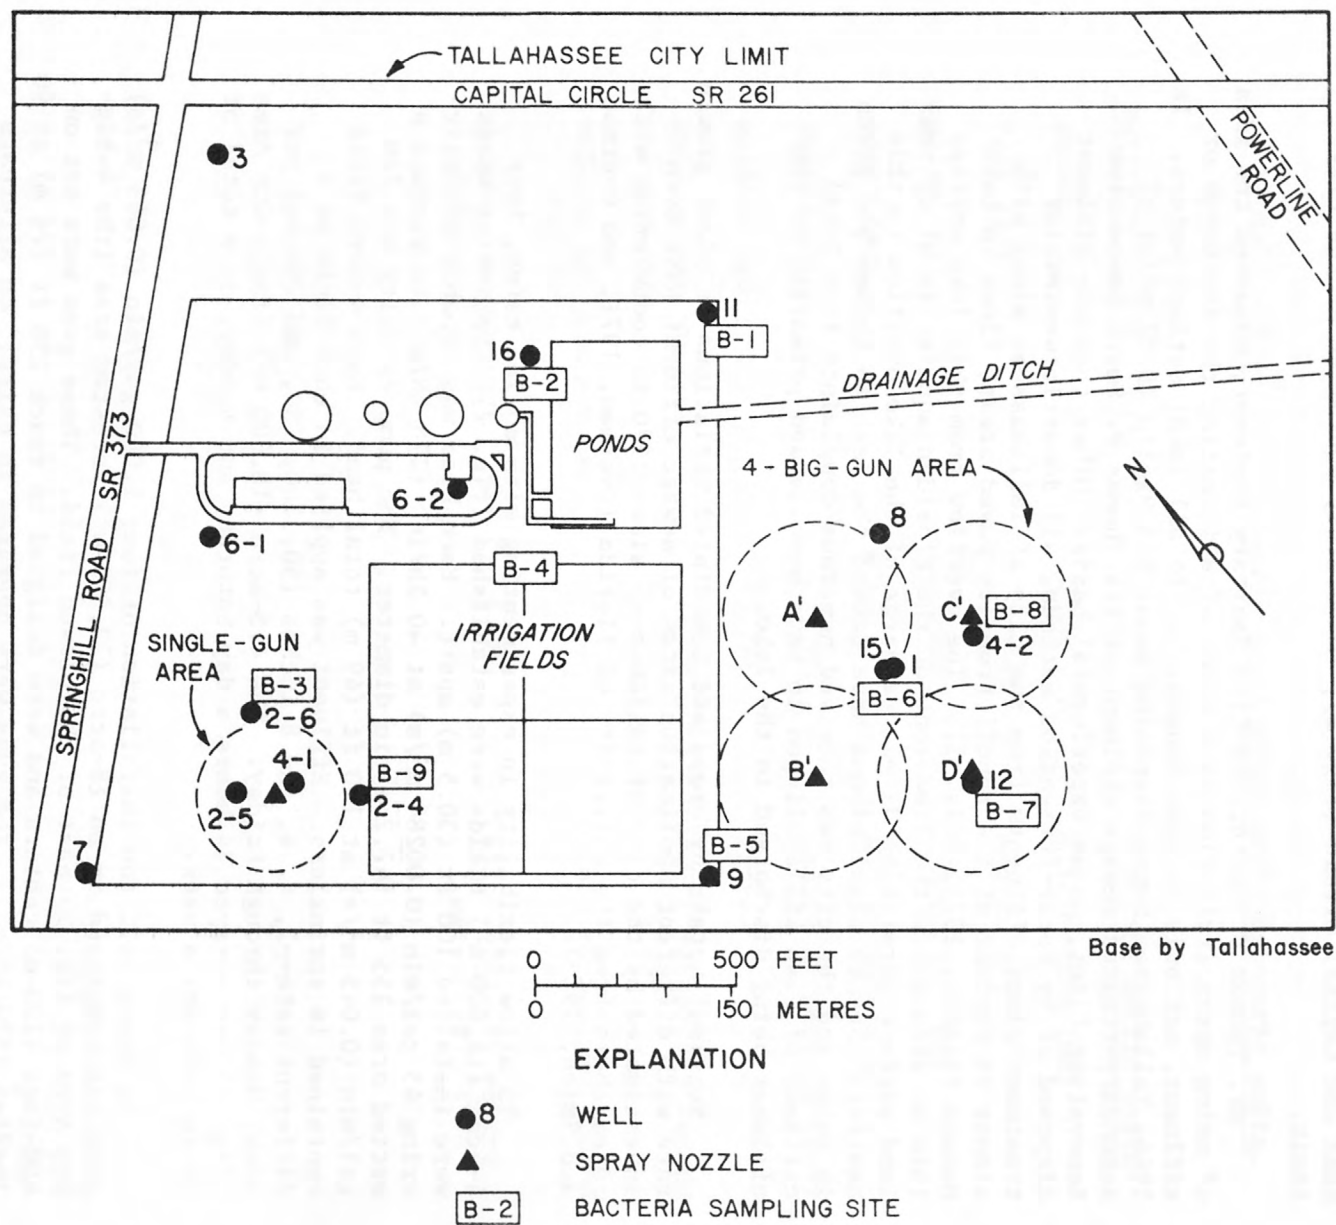 TALLAHASSEE CITY LIMIT
CAPITAL CIRCLE SR 261
POWERLINE
ROAD
3
11
B-1
16
B-2
DRAINAGE DITCH
PONDS
SPRINGHILL ROAD SR 373
4-BIG-GUN AREA
N
6-2
8
6-1
B-4
A'
C'
B-8
4-2
IRRIGATION
FIELDS
SINGLE-GUN
AREA
15
1
B-6
B-3
2-6
4-1
B-9
2-4
2-5
B'
D'
12
B-7
B-5
7
9
Base by Tallahassee
0 500 FEET
0 150 METRES
EXPLANATION
8 WELL
SPRAY NOZZLE
B-2 BACTERIA SAMPLING SITE